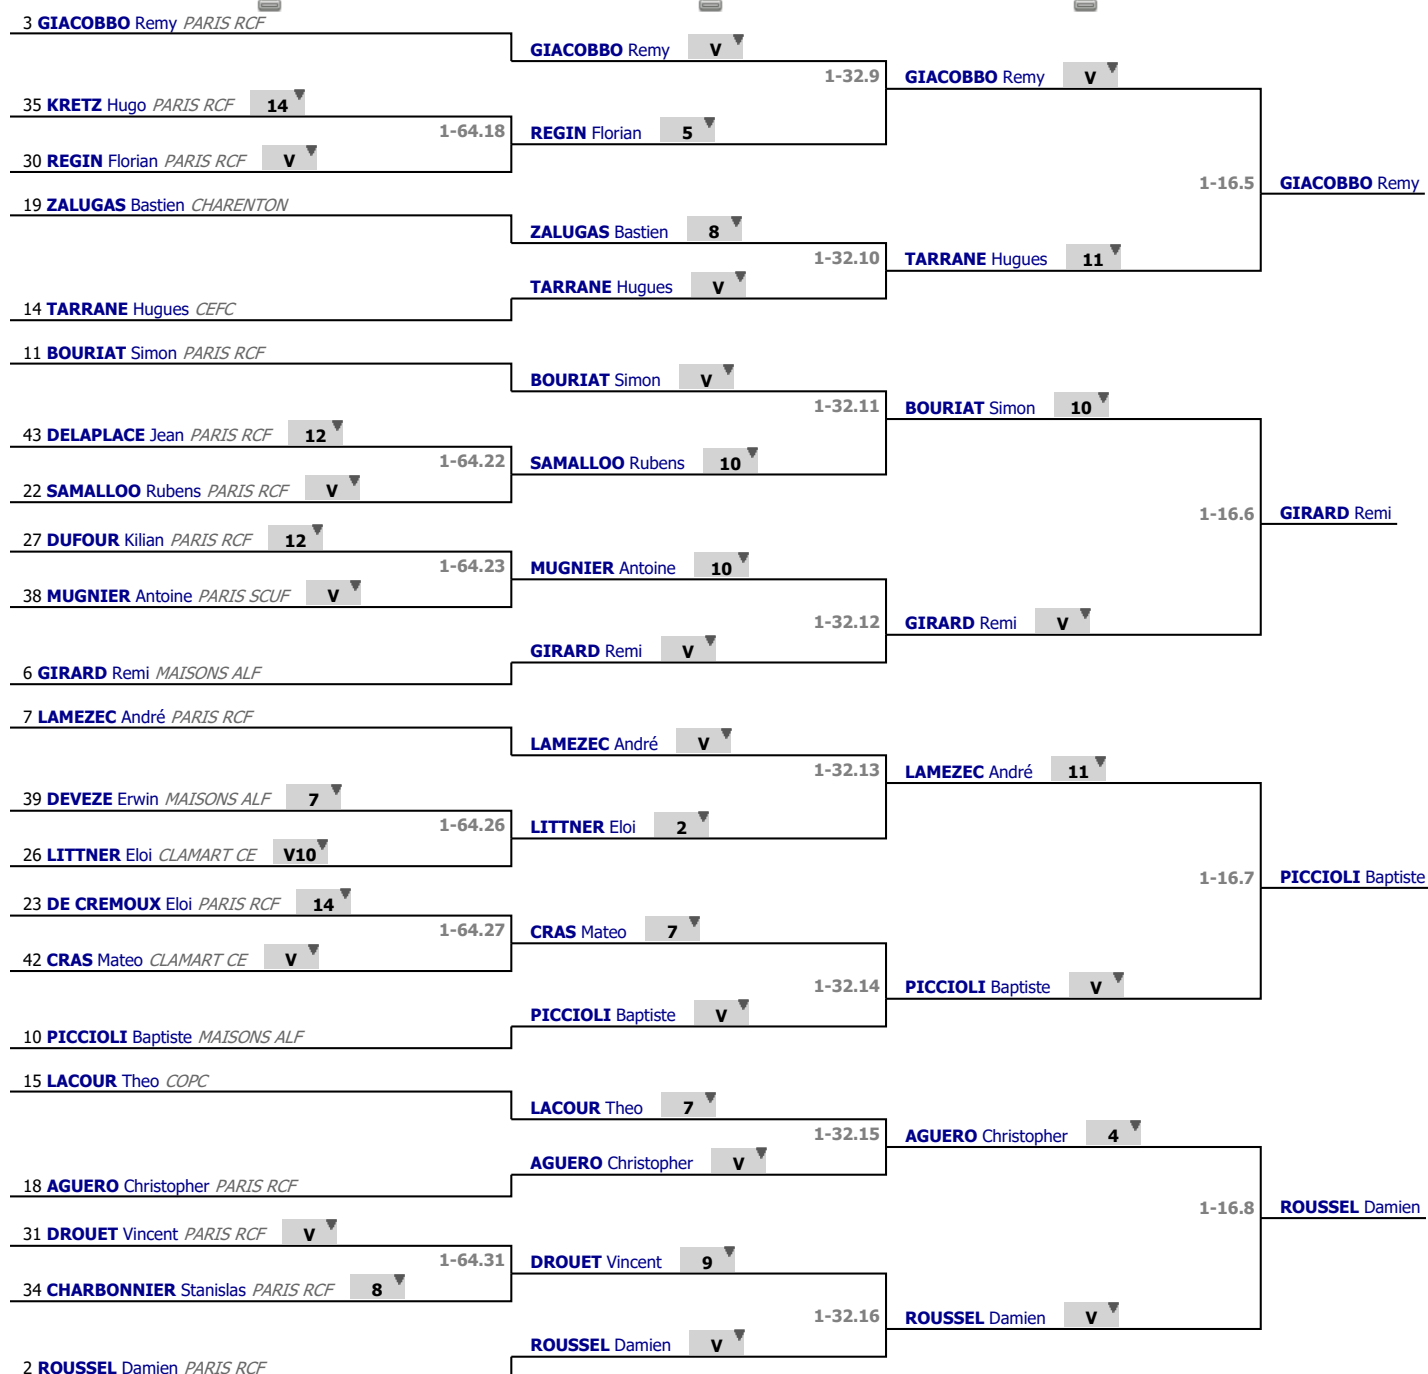 3 GIACOBBO Remy PARIS RCF
GIACOBBO Remy V
1-32.9
GIACOBBO Remy V
35 KRETZ Hugo PARIS RCF 14
1-64.18
REGIN Florian 5
30 REGIN Florian PARIS RCF V
1-16.5
GIACOBBO Remy
19 ZALUGAS Bastien CHARENTON
ZALUGAS Bastien 8
1-32.10
TARRANE Hugues 11
TARRANE Hugues V
14 TARRANE Hugues CEFC
11 BOURIAT Simon PARIS RCF
BOURIAT Simon V
1-32.11
BOURIAT Simon 10
43 DELAPLACE Jean PARIS RCF 12
1-64.22
SAMALLOO Rubens 10
22 SAMALLOO Rubens PARIS RCF V
1-16.6
GIRARD Remi
27 DUFOUR Kilian PARIS RCF 12
1-64.23
MUGNIER Antoine 10
38 MUGNIER Antoine PARIS SCUF V
1-32.12
GIRARD Remi V
GIRARD Remi V
6 GIRARD Remi MAISONS ALF
7 LAMEZEC André PARIS RCF
LAMEZEC André V
1-32.13
LAMEZEC André 11
39 DEVEZE Erwin MAISONS ALF 7
1-64.26
LITTNER Eloi 2
26 LITTNER Eloi CLAMART CE V10
1-16.7
PICCIOLI Baptiste
23 DE CREMOUX Eloi PARIS RCF 14
1-64.27
CRAS Mateo 7
42 CRAS Mateo CLAMART CE V
1-32.14
PICCIOLI Baptiste V
PICCIOLI Baptiste V
10 PICCIOLI Baptiste MAISONS ALF
15 LACOUR Theo COPC
LACOUR Theo 7
1-32.15
AGUERO Christopher 4
AGUERO Christopher V
18 AGUERO Christopher PARIS RCF
1-16.8
ROUSSEL Damien
31 DROUET Vincent PARIS RCF V
1-64.31
DROUET Vincent 9
34 CHARBONNIER Stanislas PARIS RCF 8
1-32.16
ROUSSEL Damien V
ROUSSEL Damien V
2 ROUSSEL Damien PARIS RCF